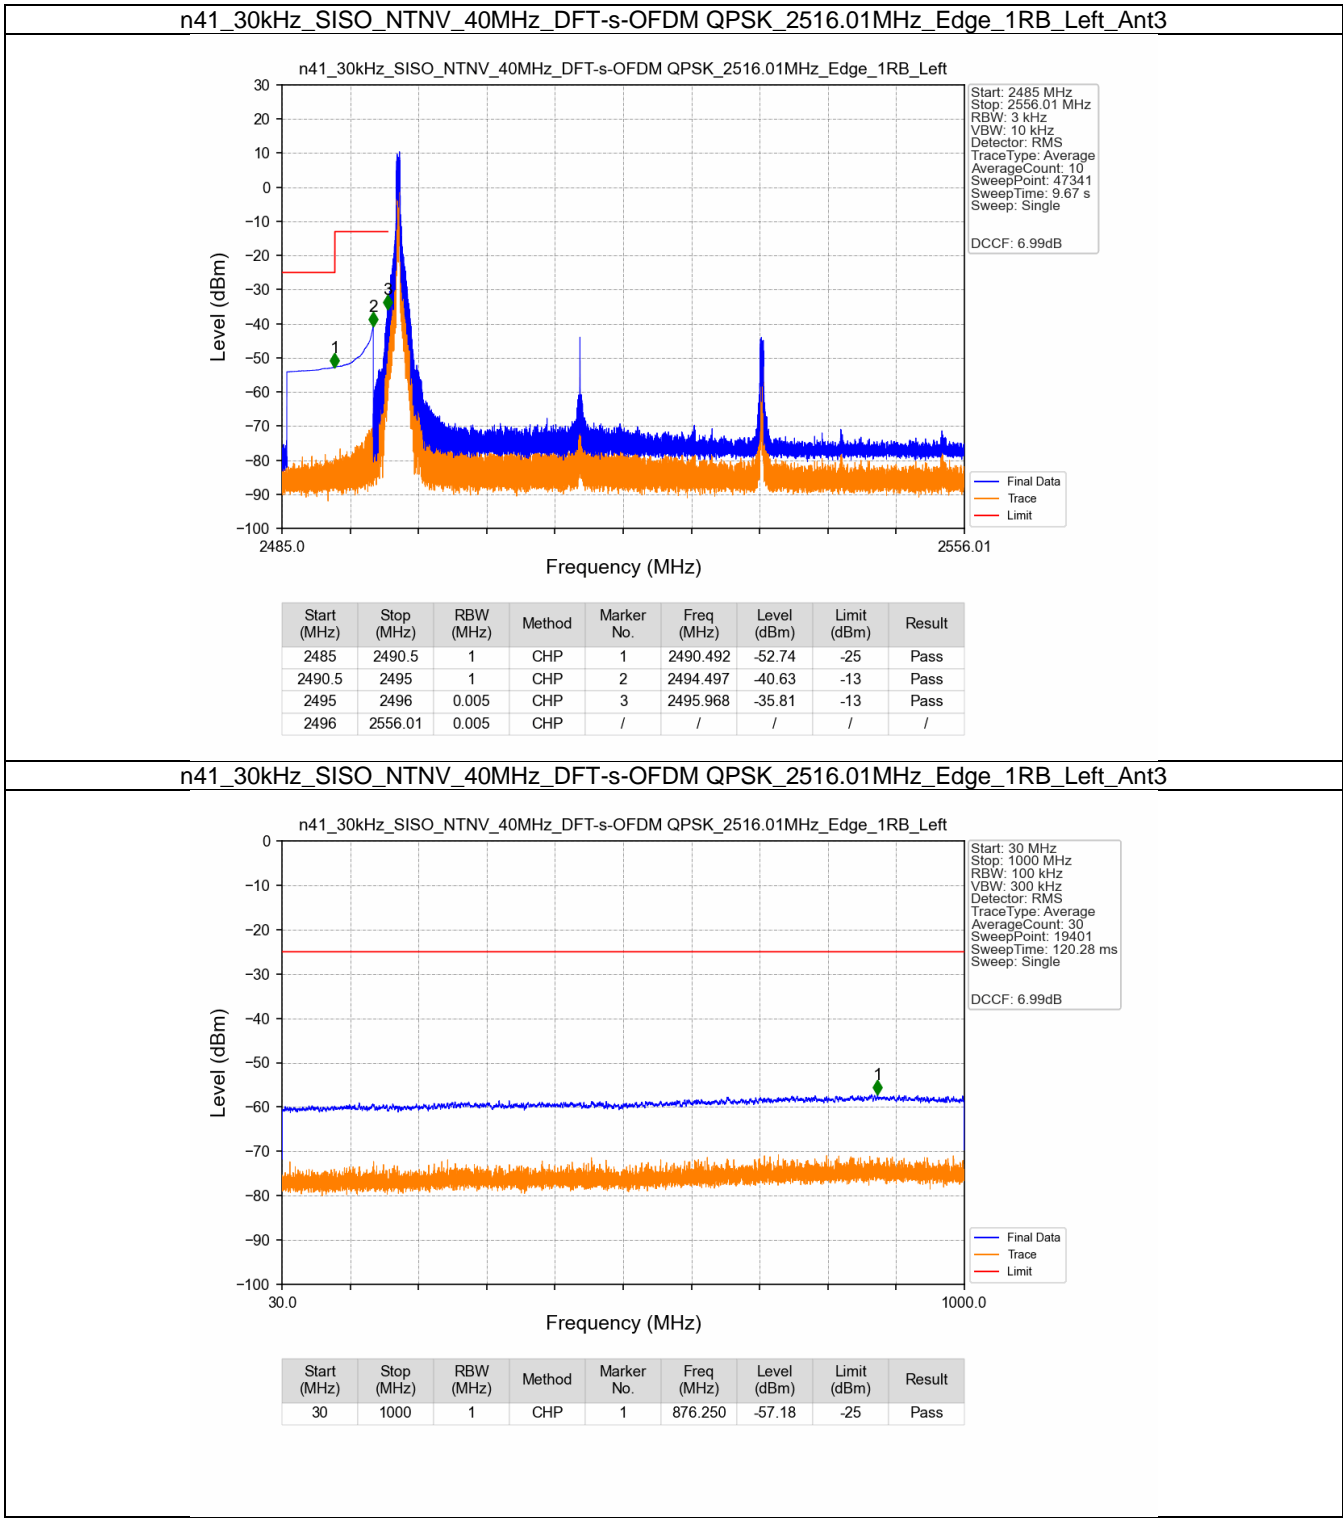 n41_30kHz_SISO_NTNV_40MHz_DFT-s-OFDM QPSK_2516.01MHz_Edge_1RB_Left_Ant3
n41_30kHz_SISO_NTNV_40MHz_DFT-s-OFDM QPSK_2516.01MHz_Edge_1RB_Left
30
20
10
0
−10
−20
−30
−40
−50
−60
−70
−80
−90
−100
Level (dBm)
1
2
3
2485.0
2556.01
Frequency (MHz)
Start: 2485 MHz
Stop: 2556.01 MHz
RBW: 3 kHz
VBW: 10 kHz
Detector: RMS
TraceType: Average
AverageCount: 10
SweepPoint: 47341
SweepTime: 9.67 s
Sweep: Single
DCCF: 6.99dB
Final Data
Trace
Limit
Start (MHz) Stop (MHz) RBW (MHz) Method Marker No. Freq (MHz) Level (dBm) Limit (dBm) Result
2485 2490.5 1 CHP 1 2490.492 -52.74 -25 Pass
2490.5 2495 1 CHP 2 2494.497 -40.63 -13 Pass
2495 2496 0.005 CHP 3 2495.968 -35.81 -13 Pass
2496 2556.01 0.005 CHP / / / / /
n41_30kHz_SISO_NTNV_40MHz_DFT-s-OFDM QPSK_2516.01MHz_Edge_1RB_Left_Ant3
n41_30kHz_SISO_NTNV_40MHz_DFT-s-OFDM QPSK_2516.01MHz_Edge_1RB_Left
0
−10
−20
−30
−40
−50
−60
−70
−80
−90
−100
Level (dBm)
1
30.0
1000.0
Frequency (MHz)
Start: 30 MHz
Stop: 1000 MHz
RBW: 100 kHz
VBW: 300 kHz
Detector: RMS
TraceType: Average
AverageCount: 30
SweepPoint: 19401
SweepTime: 120.28 ms
Sweep: Single
DCCF: 6.99dB
Final Data
Trace
Limit
Start (MHz) Stop (MHz) RBW (MHz) Method Marker No. Freq (MHz) Level (dBm) Limit (dBm) Result
30 1000 1 CHP 1 876.250 -57.18 -25 Pass